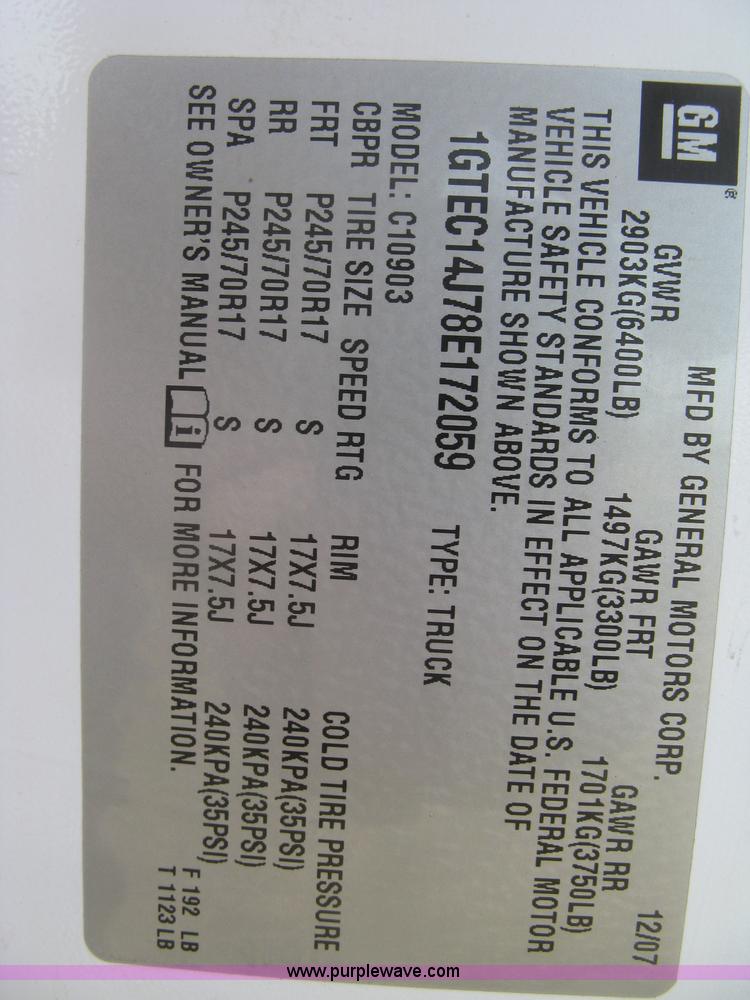 GM®
MFD BY GENERAL MOTORS CORP. 12/07
GVWR GAWR FRT GAWR RR
2903KG(6400LB) 1497KG(3300LB) 1701KG(3750LB)
THIS VEHICLE CONFORMS TO ALL APPLICABLE U.S. FEDERAL MOTOR
VEHICLE SAFETY STANDARDS IN EFFECT ON THE DATE OF
MANUFACTURE SHOWN ABOVE.
1GTEC14J78E172059 TYPE: TRUCK
MODEL: C10903
CBPR TIRE SIZE SPEED RTG RIM COLD TIRE PRESSURE
FRT P245/70R17 S 17X7.5J 240KPA(35PSI)
RR P245/70R17 S 17X7.5J 240KPA(35PSI)
SPA P245/70R17 S 17X7.5J 240KPA(35PSI)
SEE OWNER'S MANUAL i FOR MORE INFORMATION.
F 192 LB
T 1123 LB
www.purplewave.com